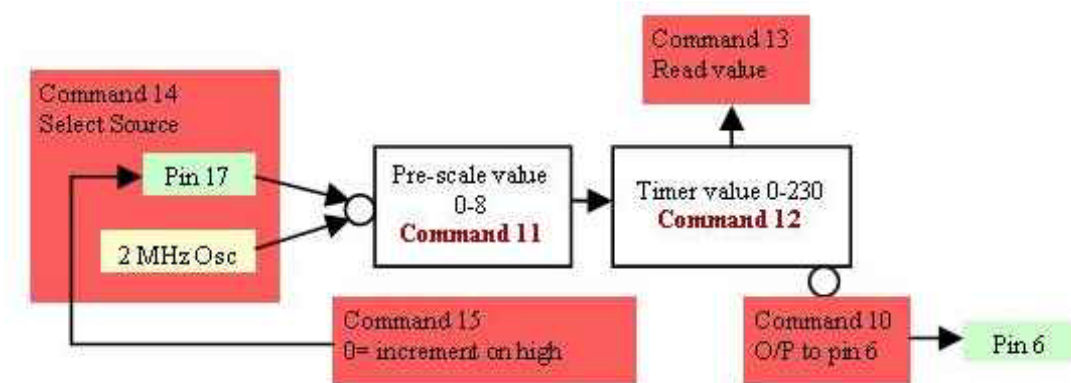 Command 13
Read value
Command 14
Select Source
Pin 17
2 MHz Osc
Pre-scale value
0-8
Command 11
Timer value 0-230
Command 12
Command 15
0= increment on high
Command 10
O/P to pin 6
Pin 6